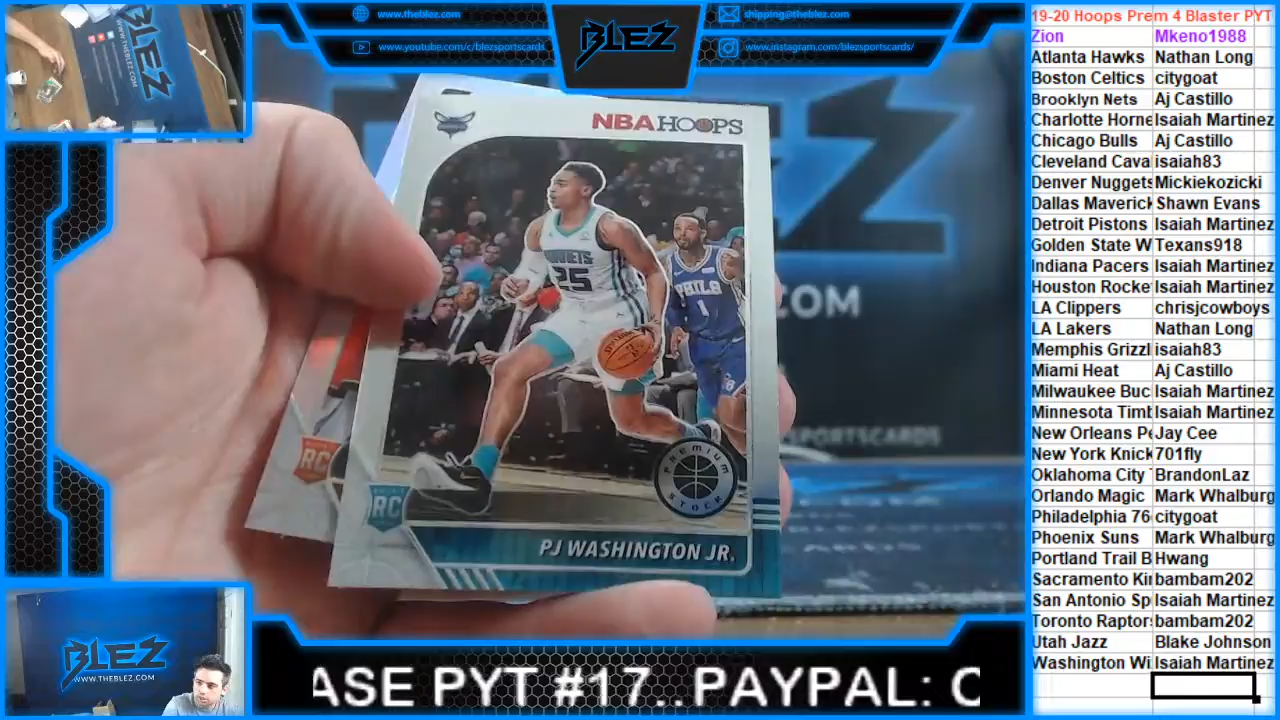 www.theblez.com
www.youtube.com/c/blezsportscards
BLEZ
shipping@theblez.com
www.instagram.com/blezsportscards/
NBA HOOPS
25
PHILA
1
PREMIUM STOCK
RC
RC
PJ WASHINGTON JR.
.COM
SPORTSCARDS
BLEZ
WWW.THEBLEZ.COM
BLEZ
WWW.THEBLEZ.COM
ASE PYT #17..PAYPAL: C
19-20 Hoops Prem 4 Blaster PYT
Zion Mkeno1988
Atlanta Hawks Nathan Long
Boston Celtics citygoat
Brooklyn Nets Aj Castillo
Charlotte Horne Isaiah Martinez
Chicago Bulls Aj Castillo
Cleveland Cava isaiah83
Denver Nuggets Mickiekozicki
Dallas Maverick Shawn Evans
Detroit Pistons Isaiah Martinez
Golden State W Texans918
Indiana Pacers Isaiah Martinez
Houston Rocke Isaiah Martinez
LA Clippers chrisjcowboys
LA Lakers Nathan Long
Memphis Grizzl isaiah83
Miami Heat Aj Castillo
Milwaukee Buc Isaiah Martinez
Minnesota Timb Isaiah Martinez
New Orleans Pe Jay Cee
New York Knick 701fly
Oklahoma City T BrandonLaz
Orlando Magic Mark Whalburg
Philadelphia 76 citygoat
Phoenix Suns Mark Whalburg
Portland Trail B Hwang
Sacramento Kin bambam202
San Antonio Sp Isaiah Martinez
Toronto Raptors bambam202
Utah Jazz Blake Johnson
Washington Wi Isaiah Martinez